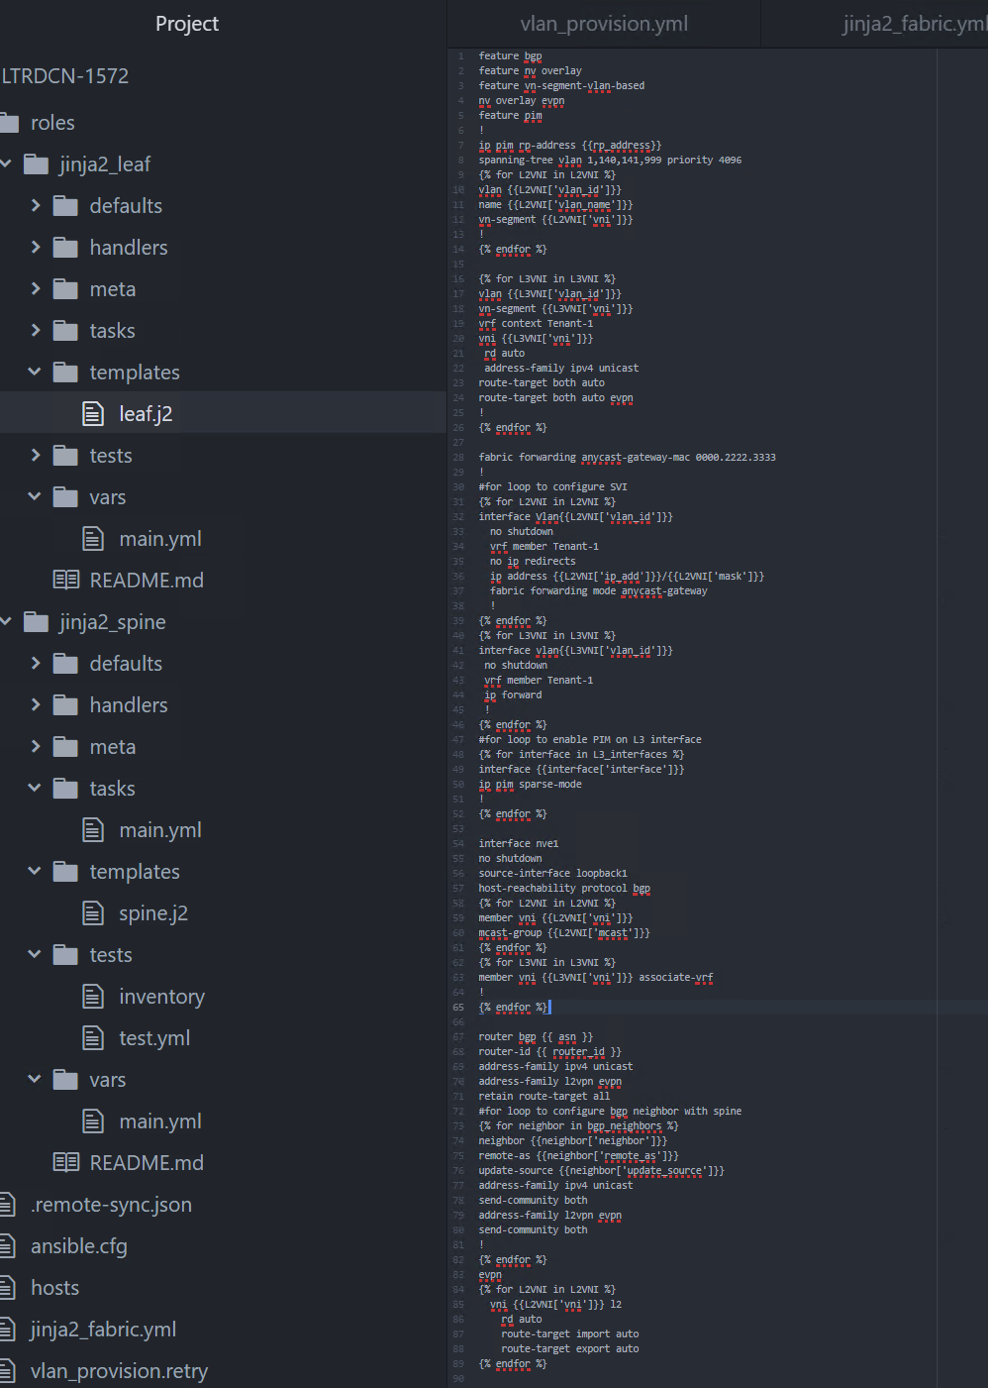 Project
LTRDCN-1572
roles
jinja2_leaf
defaults
handlers
meta
tasks
templates
leaf.j2
tests
vars
main.yml
README.md
jinja2_spine
defaults
handlers
meta
tasks
main.yml
templates
spine.j2
tests
inventory
test.yml
vars
main.yml
README.md
.remote-sync.json
ansible.cfg
hosts
jinja2_fabric.yml
vlan_provision.retry
vlan_provision.yml
jinja2_fabric.yml
1 feature bgp
2 feature nv overlay
3 feature vn-segment-vlan-based
4 nv overlay evpn
5 feature pim
6 !
7 ip pim rp-address {{rp_address}}
8 spanning-tree vlan 1,140,141,999 priority 4096
9 {% for L2VNI in L2VNI %}
10 vlan {{L2VNI['vlan_id']}}
11 name {{L2VNI['vlan_name']}}
12 vn-segment {{L2VNI['vni']}}
13 !
14 {% endfor %}
15
16 {% for L3VNI in L3VNI %}
17 vlan {{L3VNI['vlan_id']}}
18 vn-segment {{L3VNI['vni']}}
19 vrf context Tenant-1
20 vni {{L3VNI['vni']}}
21 rd auto
22 address-family ipv4 unicast
23 route-target both auto
24 route-target both auto evpn
25 !
26 {% endfor %}
27
28 fabric forwarding anycast-gateway-mac 0000.2222.3333
29 !
30 #for loop to configure SVI
31 {% for L2VNI in L2VNI %}
32 interface Vlan{{L2VNI['vlan_id']}}
33 no shutdown
34 vrf member Tenant-1
35 no ip redirects
36 ip address {{L2VNI['ip_add']}}/{{L2VNI['mask']}}
37 fabric forwarding mode anycast-gateway
38 !
39 {% endfor %}
40 {% for L3VNI in L3VNI %}
41 interface vlan{{L3VNI['vlan_id']}}
42 no shutdown
43 vrf member Tenant-1
44 ip forward
45 !
46 {% endfor %}
47 #for loop to enable PIM on L3 interface
48 {% for interface in L3_interfaces %}
49 interface {{interface['interface']}}
50 ip pim sparse-mode
51 !
52 {% endfor %}
53
54 interface nve1
55 no shutdown
56 source-interface loopback1
57 host-reachability protocol bgp
58 {% for L2VNI in L2VNI %}
59 member vni {{L2VNI['vni']}}
60 mcast-group {{L2VNI['mcast']}}
61 {% endfor %}
62 {% for L3VNI in L3VNI %}
63 member vni {{L3VNI['vni']}} associate-vrf
64 !
65 {% endfor %}
66
67 router bgp {{ asn }}
68 router-id {{ router_id }}
69 address-family ipv4 unicast
70 address-family l2vpn evpn
71 retain route-target all
72 #for loop to configure bgp neighbor with spine
73 {% for neighbor in bgp_neighbors %}
74 neighbor {{neighbor['neighbor']}}
75 remote-as {{neighbor['remote_as']}}
76 update-source {{neighbor['update_source']}}
77 address-family ipv4 unicast
78 send-community both
79 address-family l2vpn evpn
80 send-community both
81 !
82 {% endfor %}
83 evpn
84 {% for L2VNI in L2VNI %}
85 vni {{L2VNI['vni']}} l2
86 rd auto
87 route-target import auto
88 route-target export auto
89 {% endfor %}
90